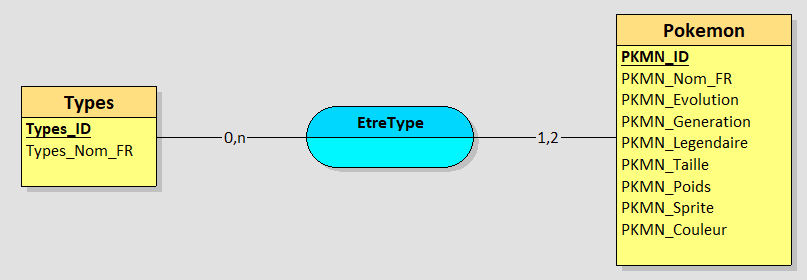 Types
Types_ID
Types_Nom_FR
0,n
EtreType
1,2
Pokemon
PKMN_ID
PKMN_Nom_FR
PKMN_Evolution
PKMN_Generation
PKMN_Legendaire
PKMN_Taille
PKMN_Poids
PKMN_Sprite
PKMN_Couleur